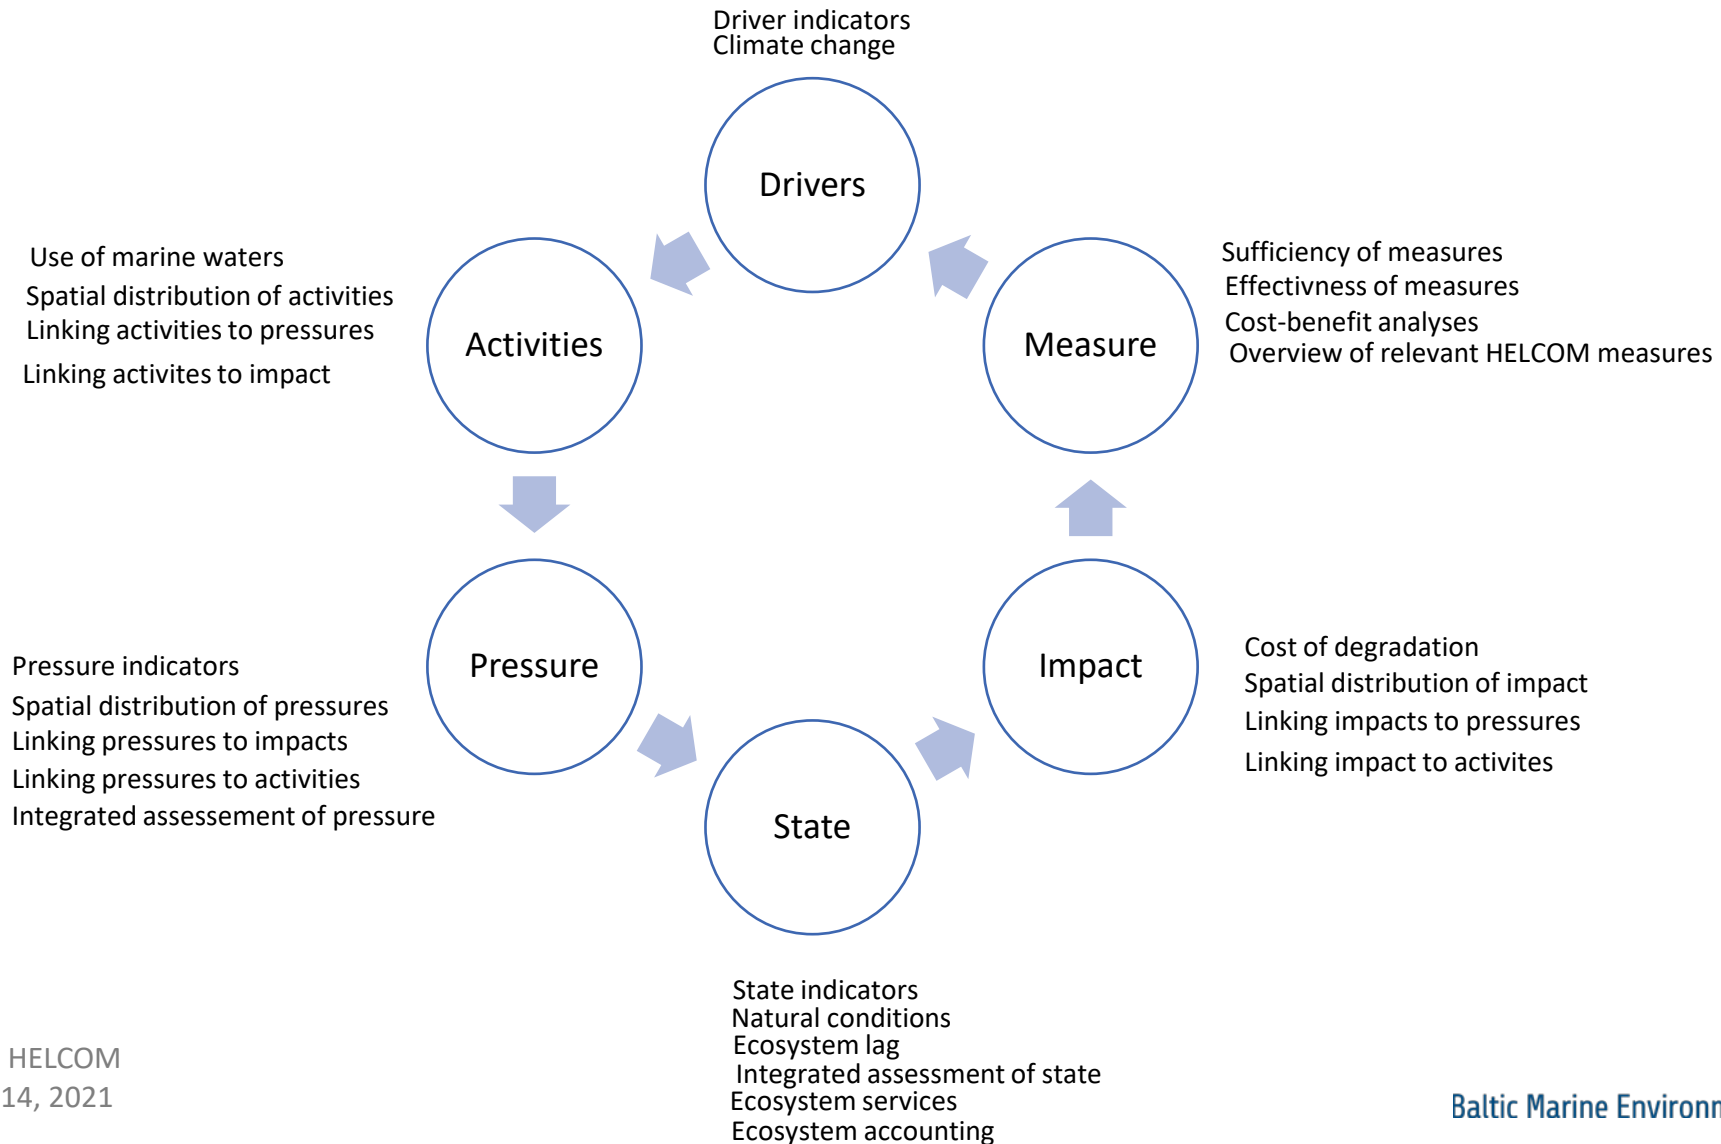 Driver indicators
Climate change
Drivers
Use of marine waters
Spatial distribution of activities
Linking activities to pressures
Linking activites to impact
Activities
Measure
Sufficiency of measures
Effectivness of measures
Cost-benefit analyses
Overview of relevant HELCOM measures
Pressure indicators
Spatial distribution of pressures
Linking pressures to impacts
Linking pressures to activities
Integrated assessement of pressure
Pressure
Impact
Cost of degradation
Spatial distribution of impact
Linking impacts to pressures
Linking impact to activites
State
State indicators
Natural conditions
Ecosystem lag
Integrated assessment of state
Ecosystem services
Ecosystem accounting
HELCOM
14, 2021
Baltic Marine Environ